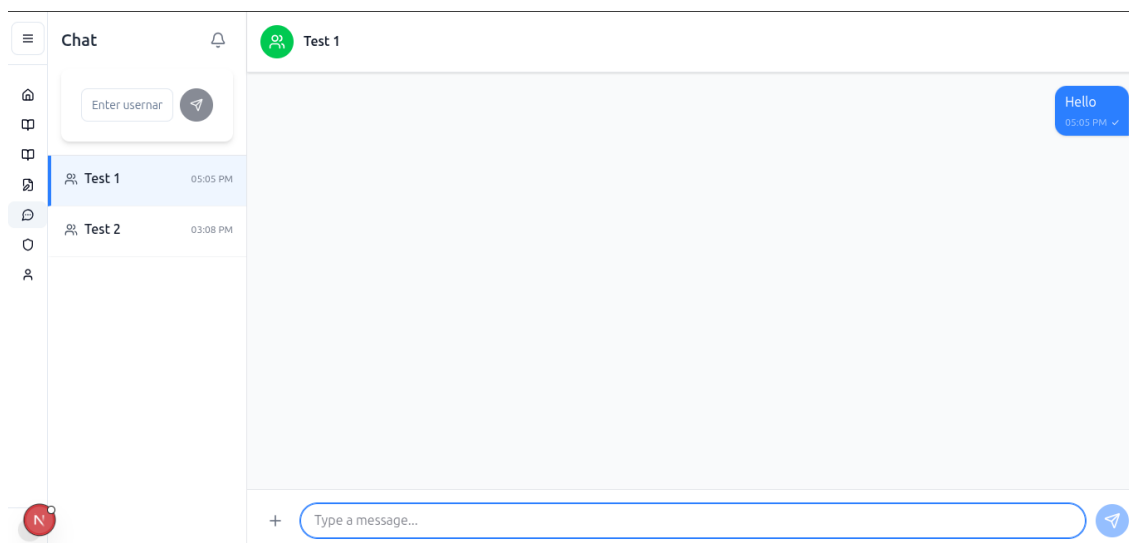 Chat
Enter usernar
Test 1
05:05 PM
Test 2
03:08 PM
Test 1
Hello
05:05 PM
Type a message...
N